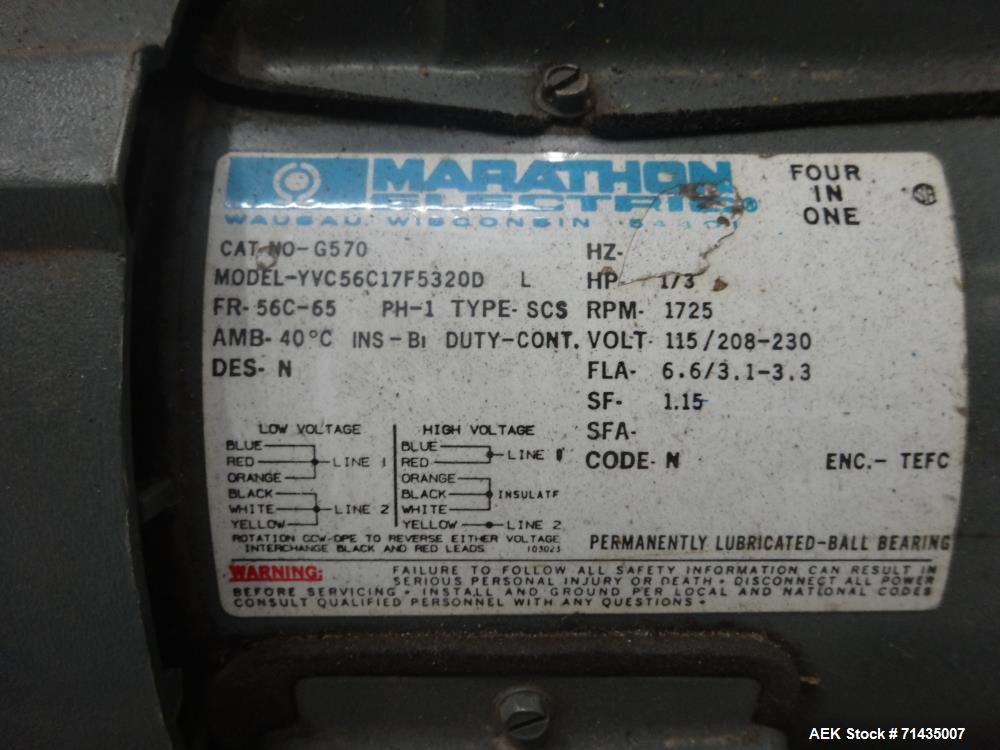 MARATHON
ELECTRIC®
WAUSAU, WISCONSIN 54401
FOUR
IN
ONE
CAT NO-G570
MODEL-YVC56C17F5320D L
FR-56C-65 PH-1 TYPE-SCS
AMB-40°C INS-B1 DUTY-CONT.
DES-N
HZ-
HP 1/3
RPM- 1725
VOLT- 115/208-230
FLA- 6.6/3.1-3.3
SF- 1.15
SFA-
CODE-N ENC.- TEFC
LOW VOLTAGE
BLUE
RED
ORANGE
LINE 1
BLACK
WHITE
YELLOW
LINE 2
HIGH VOLTAGE
BLUE
RED
LINE
ORANGE
BLACK
WHITE
INSULATE
YELLOW
LINE 2
ROTATION CCW-OPE TO REVERSE EITHER VOLTAGE
INTERCHANGE BLACK AND RED LEADS 103023
PERMANENTLY LUBRICATED-BALL BEARING
WARNING: FAILURE TO FOLLOW ALL SAFETY INFORMATION CAN RESULT IN
SERIOUS PERSONAL INJURY OR DEATH • DISCONNECT ALL POWER
BEFORE SERVICING • INSTALL AND GROUND PER LOCAL AND NATIONAL CODES
CONSULT QUALIFIED PERSONNEL WITH ANY QUESTIONS •
AEK Stock #71435007